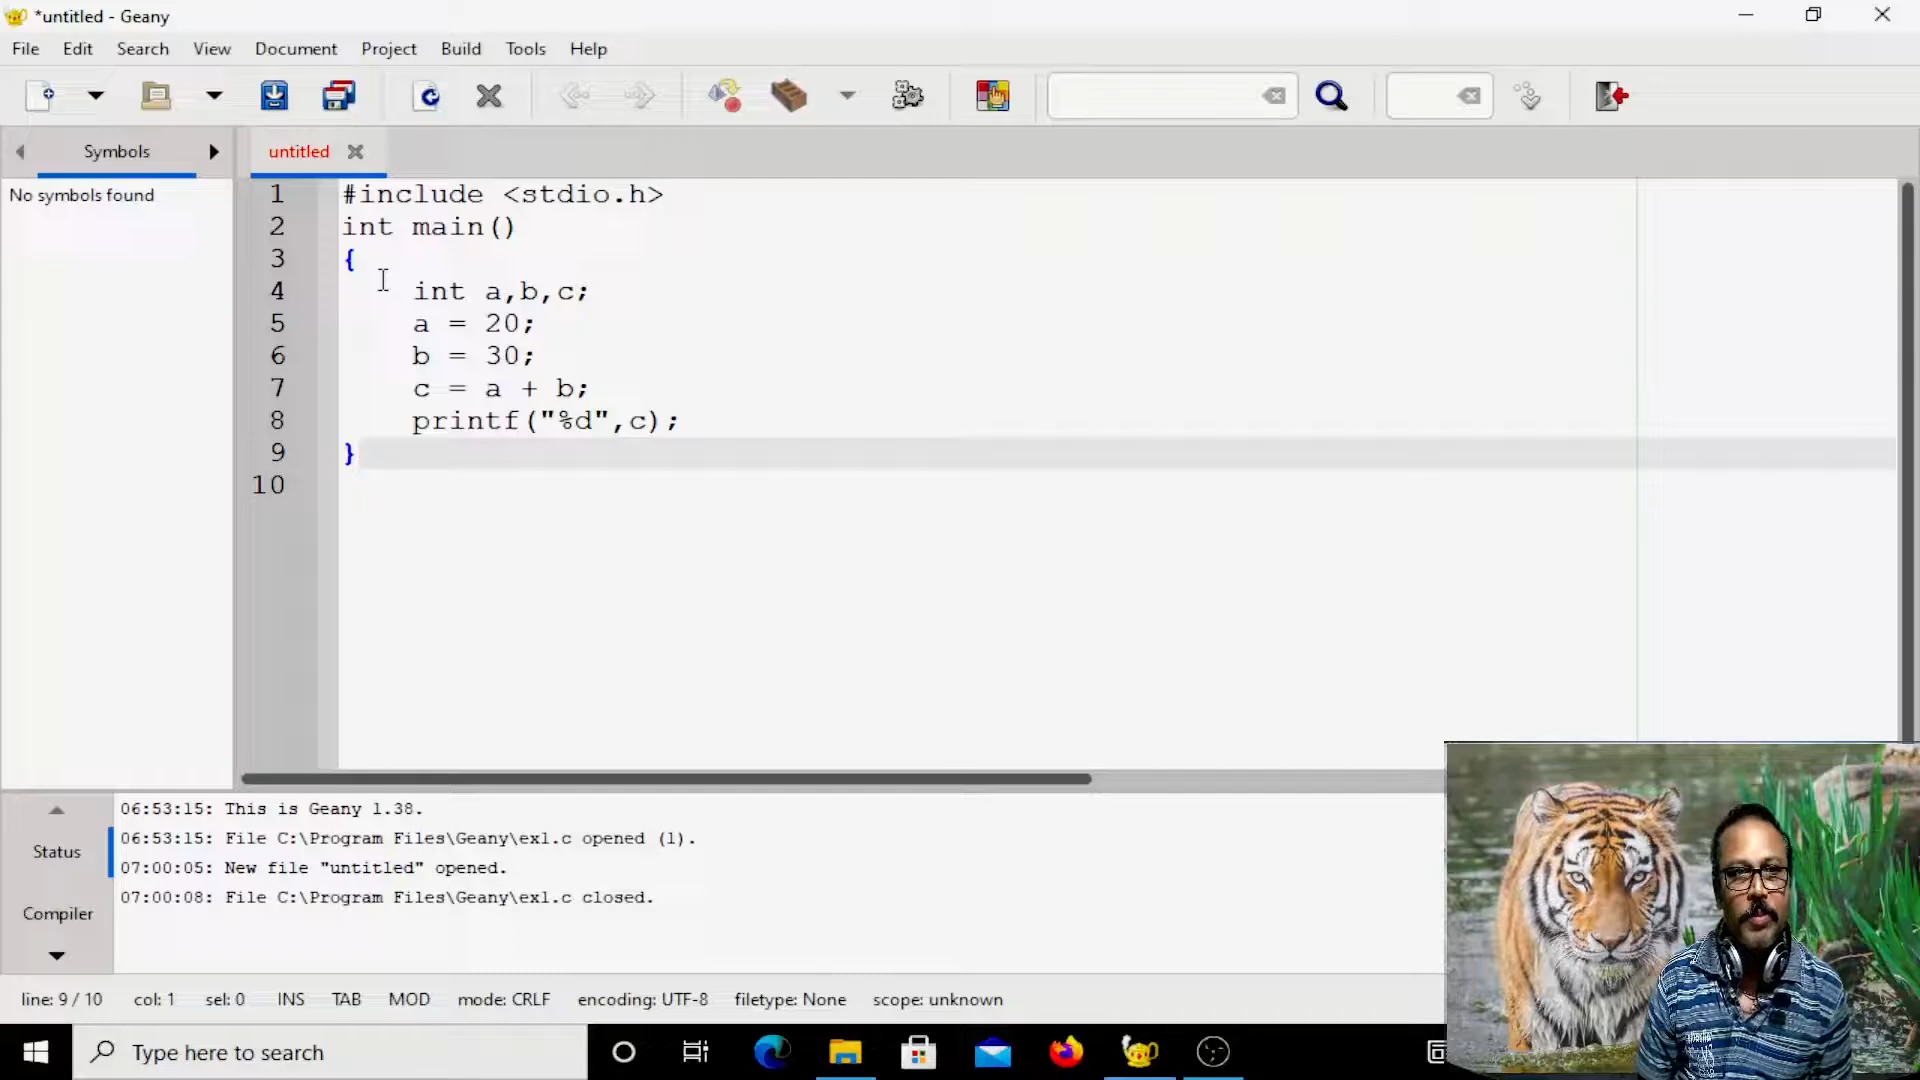 *untitled - Geany
File Edit Search View Document Project Build Tools Help
Symbols
untitled
No symbols found
1 #include <stdio.h>
2 int main()
3 {
4 int a,b,c;
5 a = 20;
6 b = 30;
7 c = a + b;
8 printf("%d",c);
9 }
10
Status
Compiler
06:53:15: This is Geany 1.38.
06:53:15: File C:\Program Files\Geany\ex1.c opened (1).
07:00:05: New file "untitled" opened.
07:00:08: File C:\Program Files\Geany\ex1.c closed.
line: 9 / 10 col: 1 sel: 0 INS TAB MOD mode: CRLF encoding: UTF-8 filetype: None scope: unknown
Type here to search